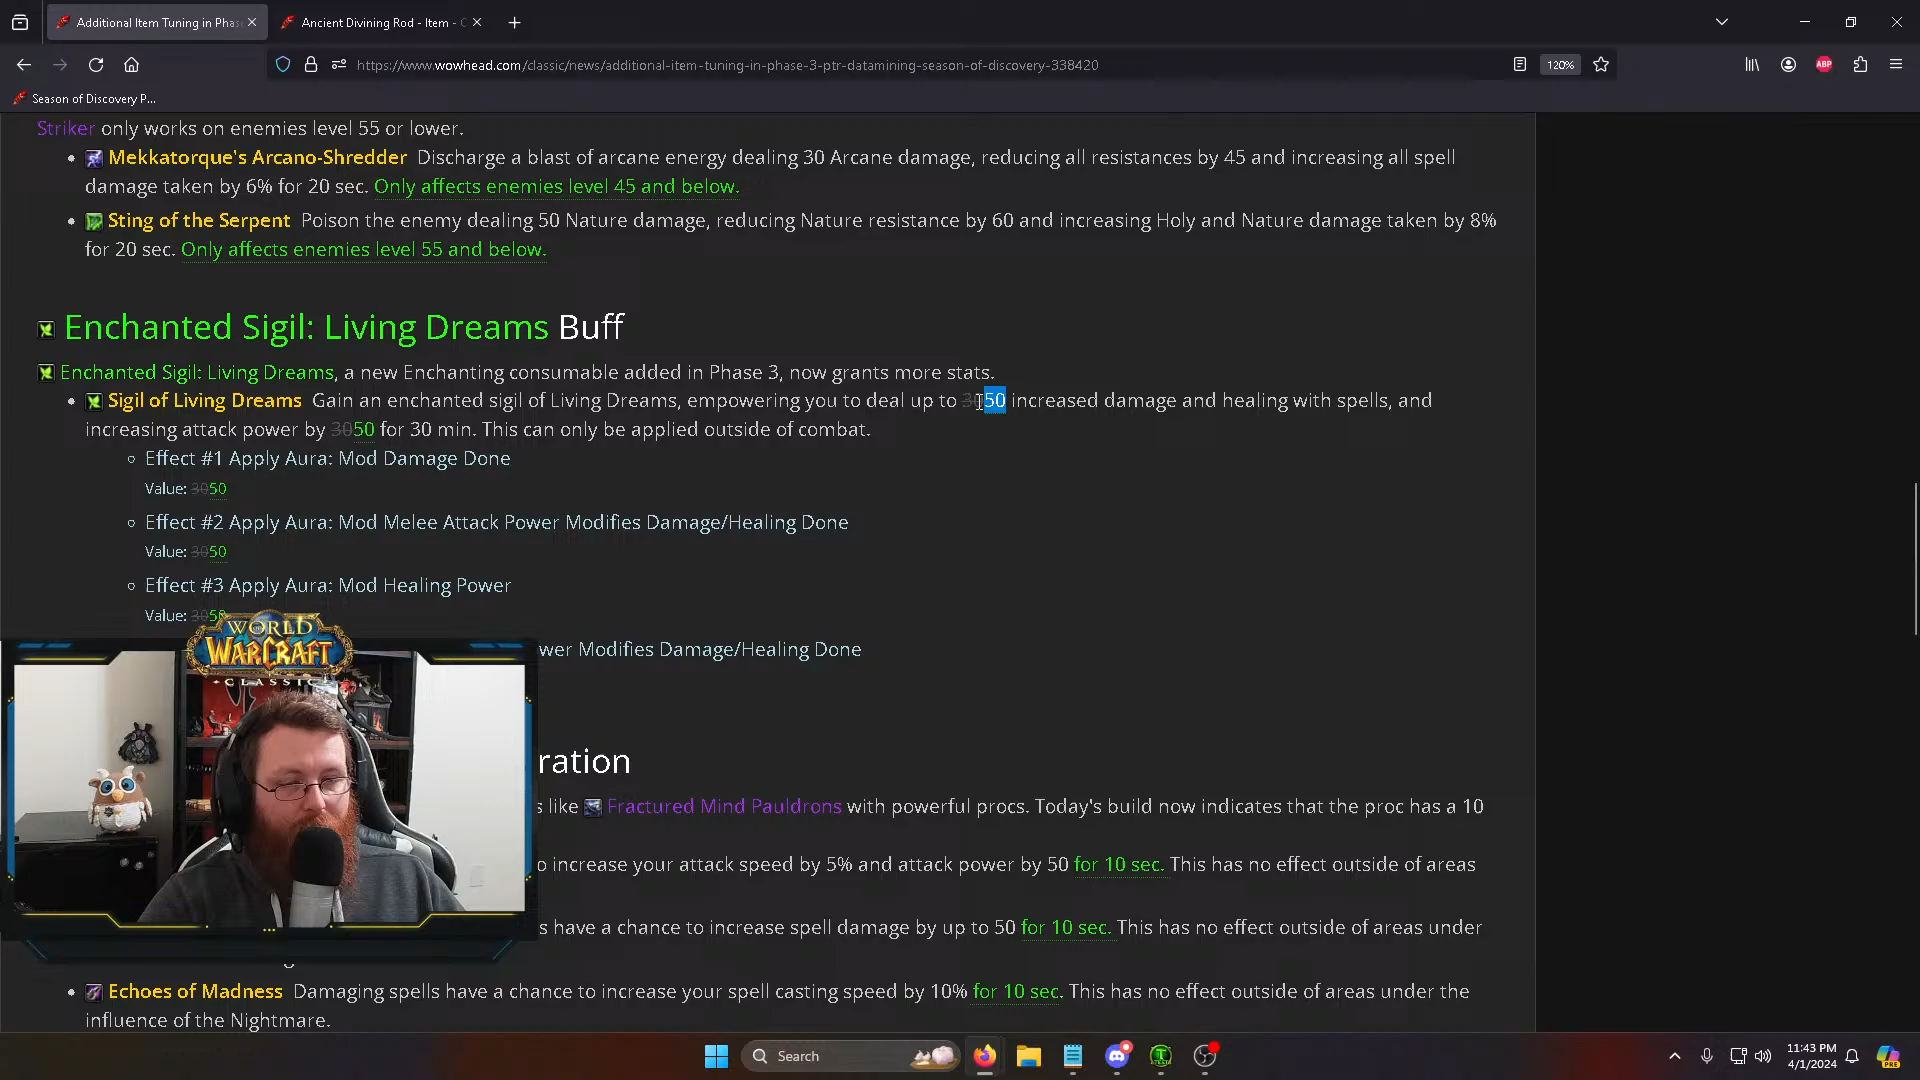 Additional Item Tuning in Phas
Ancient Divining Rod - Item - C
https://www.wowhead.com/classic/news/additional-item-tuning-in-phase-3-ptr-datamining-season-of-discovery-338420
120%
ABP
Season of Discovery P...
Striker only works on enemies level 55 or lower.
Mekkatorque's Arcano-Shredder Discharge a blast of arcane energy dealing 30 Arcane damage, reducing all resistances by 45 and increasing all spell
damage taken by 6% for 20 sec. Only affects enemies level 45 and below.
Sting of the Serpent Poison the enemy dealing 50 Nature damage, reducing Nature resistance by 60 and increasing Holy and Nature damage taken by 8%
for 20 sec. Only affects enemies level 55 and below.
Enchanted Sigil: Living Dreams Buff
Enchanted Sigil: Living Dreams, a new Enchanting consumable added in Phase 3, now grants more stats.
Sigil of Living Dreams Gain an enchanted sigil of Living Dreams, empowering you to deal up to 3050 increased damage and healing with spells, and
increasing attack power by 3050 for 30 min. This can only be applied outside of combat.
Effect #1 Apply Aura: Mod Damage Done
Value: 3050
Effect #2 Apply Aura: Mod Melee Attack Power Modifies Damage/Healing Done
Value: 3050
Effect #3 Apply Aura: Mod Healing Power
Value: 3050
wer Modifies Damage/Healing Done
WORLD
WARCRAFT
CLASSIC
ration
s like Fractured Mind Pauldrons with powerful procs. Today's build now indicates that the proc has a 10
o increase your attack speed by 5% and attack power by 50 for 10 sec. This has no effect outside of areas
s have a chance to increase spell damage by up to 50 for 10 sec. This has no effect outside of areas under
Echoes of Madness Damaging spells have a chance to increase your spell casting speed by 10% for 10 sec. This has no effect outside of areas under the
influence of the Nightmare.
Search
11:43 PM
4/1/2024
PRE